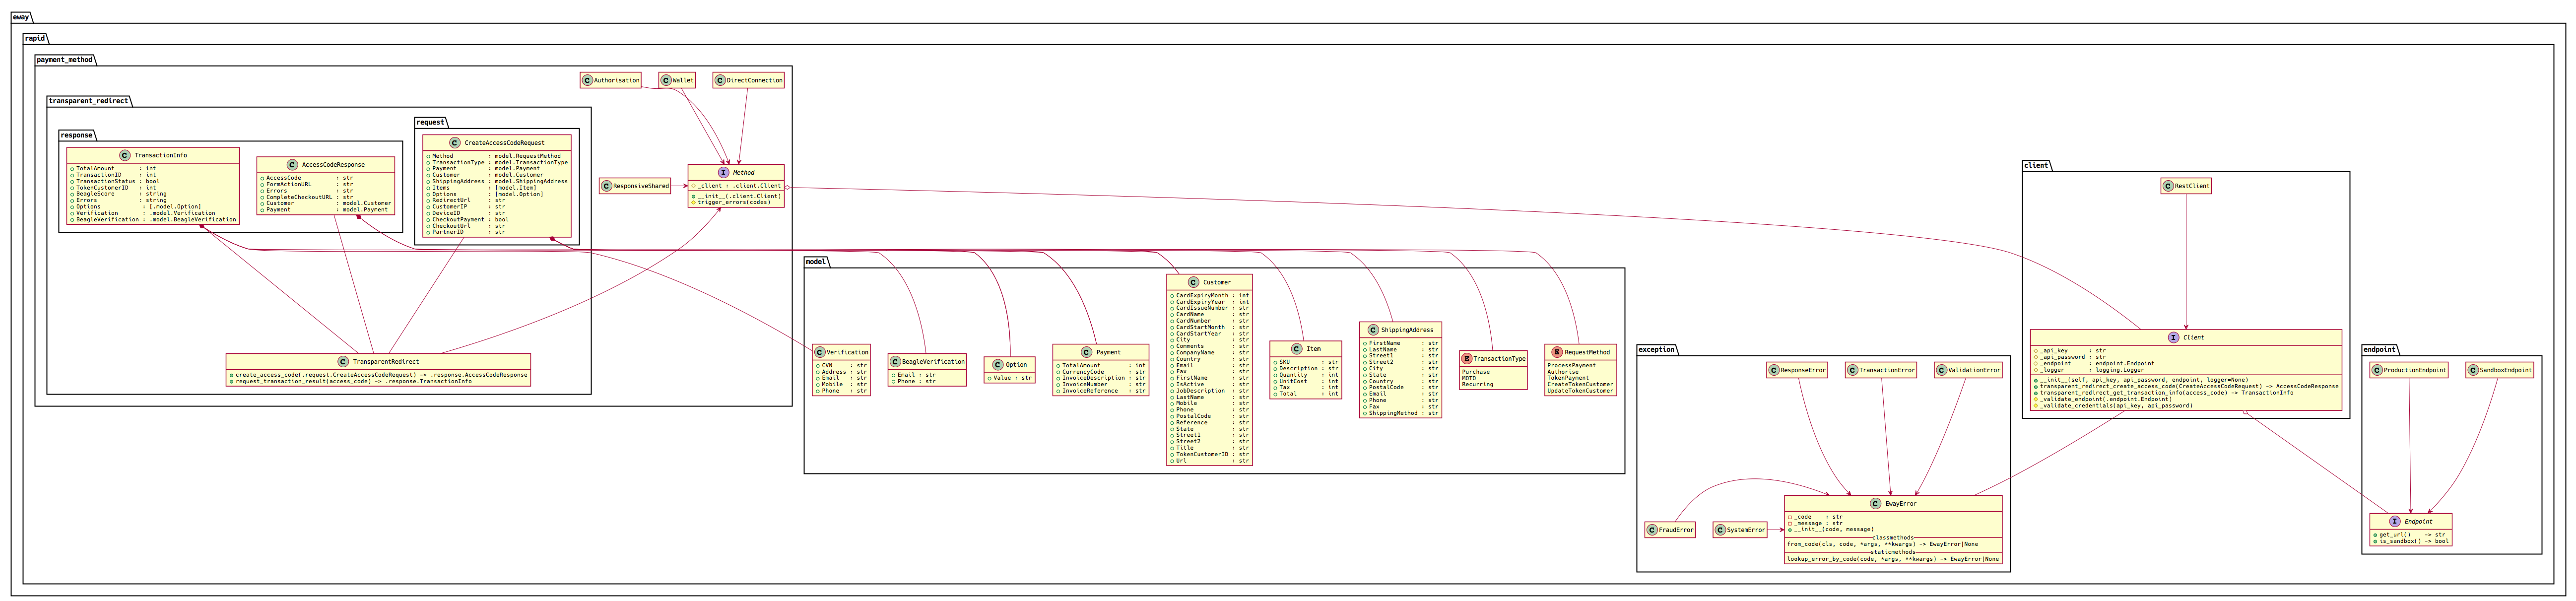 eway
rapid
payment_method
Authorisation
Wallet
DirectConnection
transparent_redirect
response
TransactionInfo
TotalAmount : int
TransactionID : int
TransactionStatus : bool
TokenCustomerID : int
BeagleScore : string
Errors : string
Options : [.model.Option]
Verification : .model.Verification
BeagleVerification : .model.BeagleVerification
AccessCodeResponse
AccessCode : str
FormActionURL : str
Errors : str
CompleteCheckoutURL : str
Customer : model.Customer
Payment : model.Payment
request
CreateAccessCodeRequest
Method : model.RequestMethod
TransactionType : model.TransactionType
Payment : model.Payment
Customer : model.Customer
ShippingAddress : model.ShippingAddress
Items : [model.Item]
Options : [model.Option]
RedirectUrl : str
CustomerIP : str
DeviceID : str
CheckoutPayment : bool
CheckoutUrl : str
PartnerID : str
ResponsiveShared
Method
_client : .client.Client
__init__(.client.Client)
trigger_errors(codes)
TransparentRedirect
create_access_code(.request.CreateAccessCodeRequest) -> .response.AccessCodeResponse
request_transaction_result(access_code) -> .response.TransactionInfo
model
Verification
CVN : str
Address : str
Email : str
Mobile : str
Phone : str
BeagleVerification
Email : str
Phone : str
Option
Value : str
Payment
TotalAmount : int
CurrencyCode : str
InvoiceDescription : str
InvoiceNumber : str
InvoiceReference : str
Customer
CardExpiryMonth : int
CardExpiryYear : int
CardIssueNumber : str
CardName : str
CardNumber : str
CardStartMonth : str
CardStartYear : str
City : str
Comments : str
CompanyName : str
Country : str
Email : str
Fax : str
FirstName : str
IsActive : str
JobDescription : str
LastName : str
Mobile : str
Phone : str
PostalCode : str
Reference : str
State : str
Street1 : str
Street2 : str
Title : str
TokenCustomerID : str
Url : str
Item
SKU : str
Description : str
Quantity : int
UnitCost : int
Tax : int
Total : int
ShippingAddress
FirstName : str
LastName : str
Street1 : str
Street2 : str
City : str
State : str
Country : str
PostalCode : str
Email : str
Phone : str
Fax : str
ShippingMethod : str
TransactionType
Purchase
MOTO
Recurring
RequestMethod
ProcessPayment
Authorise
TokenPayment
CreateTokenCustomer
UpdateTokenCustomer
exception
ResponseError
TransactionError
ValidationError
FraudError
SystemError
EwayError
_code : str
_message : str
__init__(code, message)
classmethods
from_code(cls, code, *args, **kwargs) -> EwayError|None
staticmethods
lookup_error_by_code(code, *args, **kwargs) -> EwayError|None
client
RestClient
Client
_api_key : str
_api_password : str
_endpoint : endpoint.Endpoint
_logger : logging.Logger
__init__(self, api_key, api_password, endpoint, logger=None)
transparent_redirect_create_access_code(CreateAccessCodeRequest) -> AccessCodeResponse
transparent_redirect_get_transaction_info(access_code) -> TransactionInfo
_validate_endpoint(.endpoint.Endpoint)
_validate_credentials(api_key, api_password)
endpoint
ProductionEndpoint
SandboxEndpoint
Endpoint
get_url() -> str
is_sandbox() -> bool